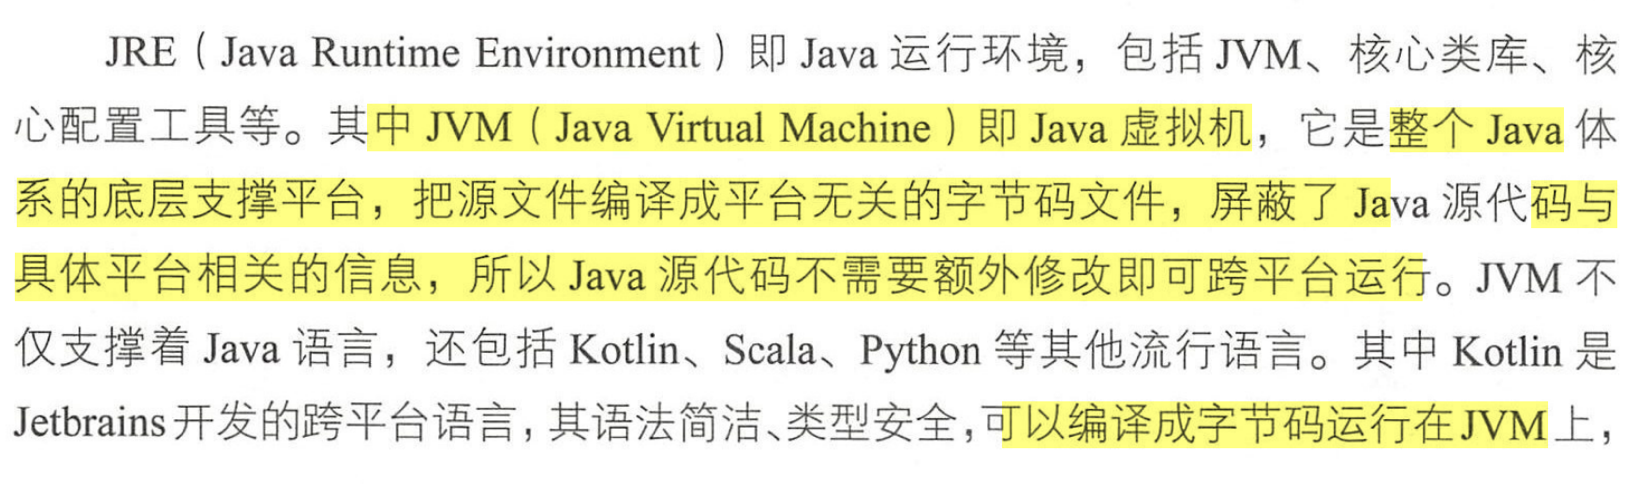 JRE（Java Runtime Environment）即 Java 运行环境，包括 JVM、核心类库、核
心配置工具等。其中 JVM（Java Virtual Machine）即 Java 虚拟机，它是整个 Java 体
系的底层支撑平台，把源文件编译成平台无关的字节码文件，屏蔽了 Java 源代码与
具体平台相关的信息，所以 Java 源代码不需要额外修改即可跨平台运行。JVM 不
仅支撑着 Java 语言，还包括 Kotlin、Scala、Python 等其他流行语言。其中 Kotlin 是
Jetbrains 开发的跨平台语言，其语法简洁、类型安全，可以编译成字节码运行在 JVM 上，